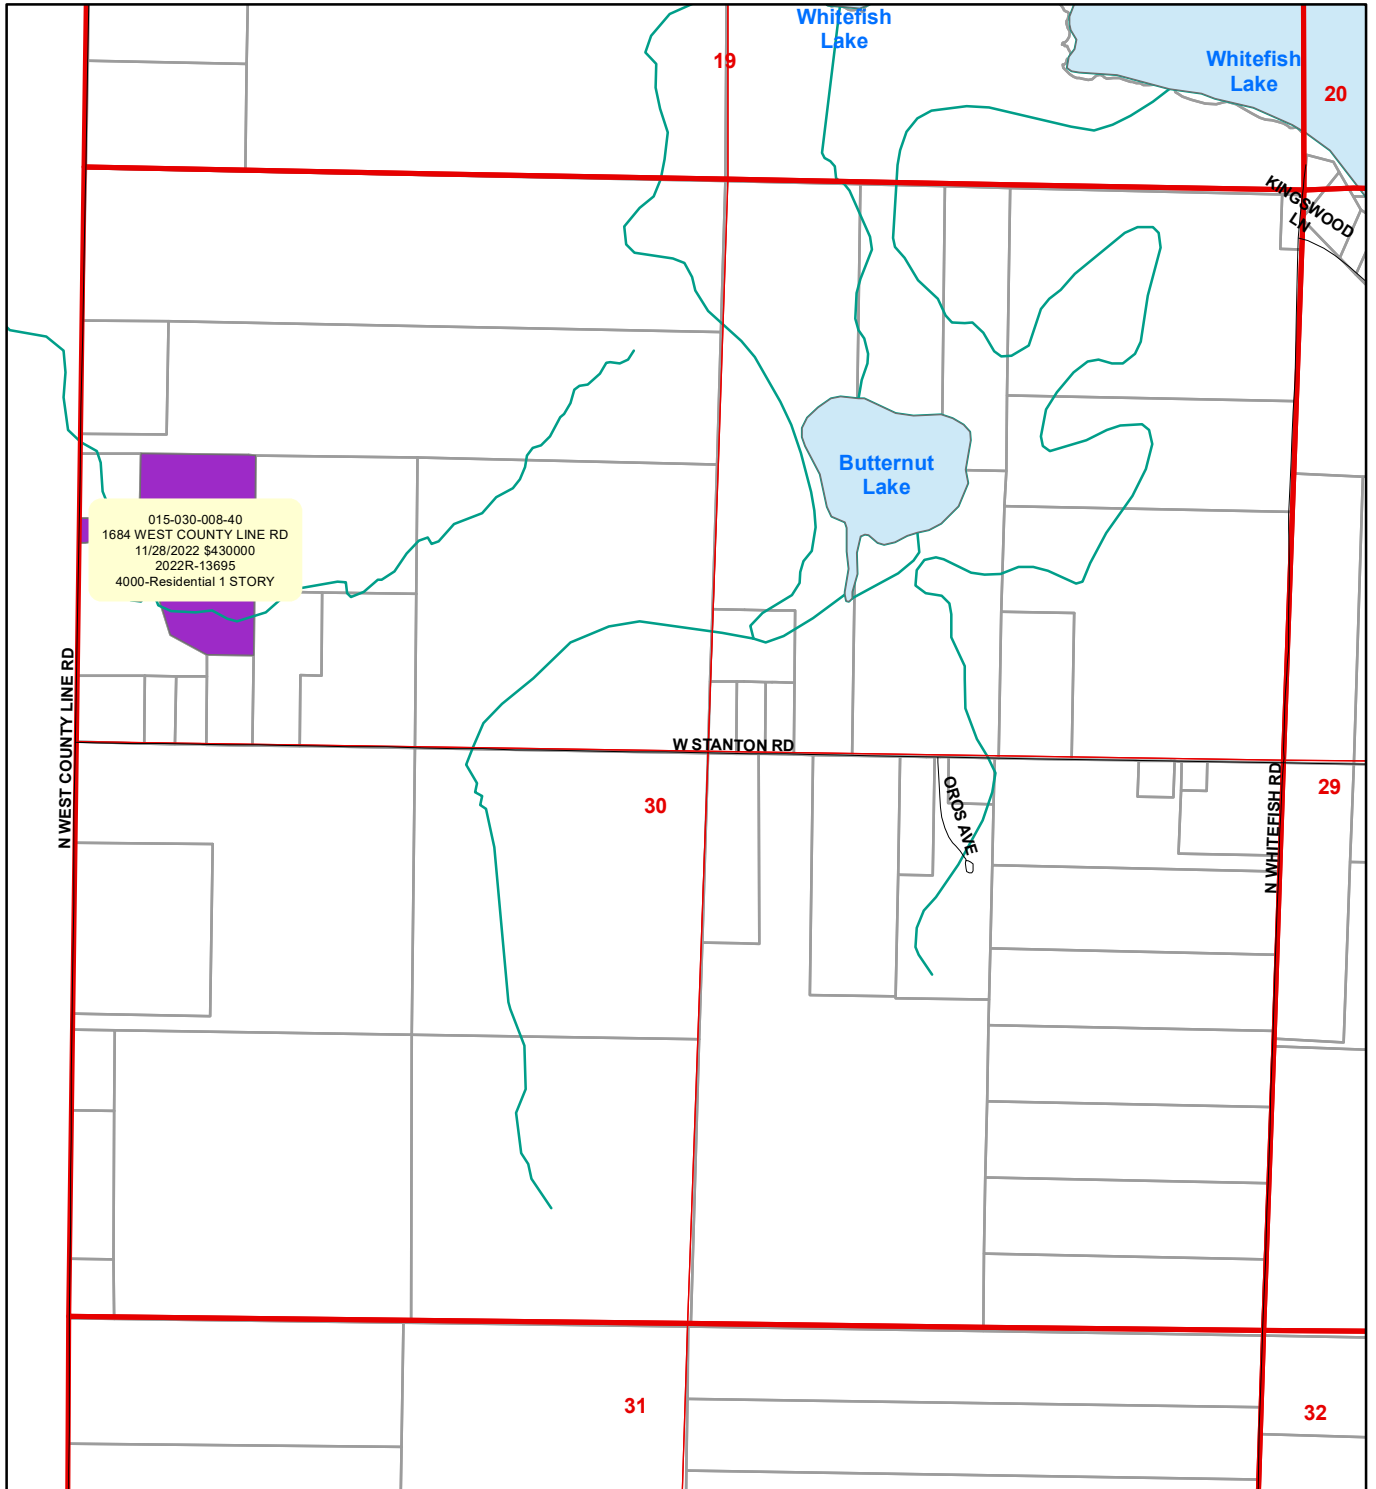 Whitefish
Lake
19
Whitefish
Lake
20
KINGSWOOD
LN
Butternut
Lake
015-030-008-40
1684 WEST COUNTY LINE RD
11/28/2022 $430000
2022R-13695
4000-Residential 1 STORY
N WEST COUNTY LINE RD
W STANTON RD
OROS AVE
N WHITEFISH RD
30
29
31
32